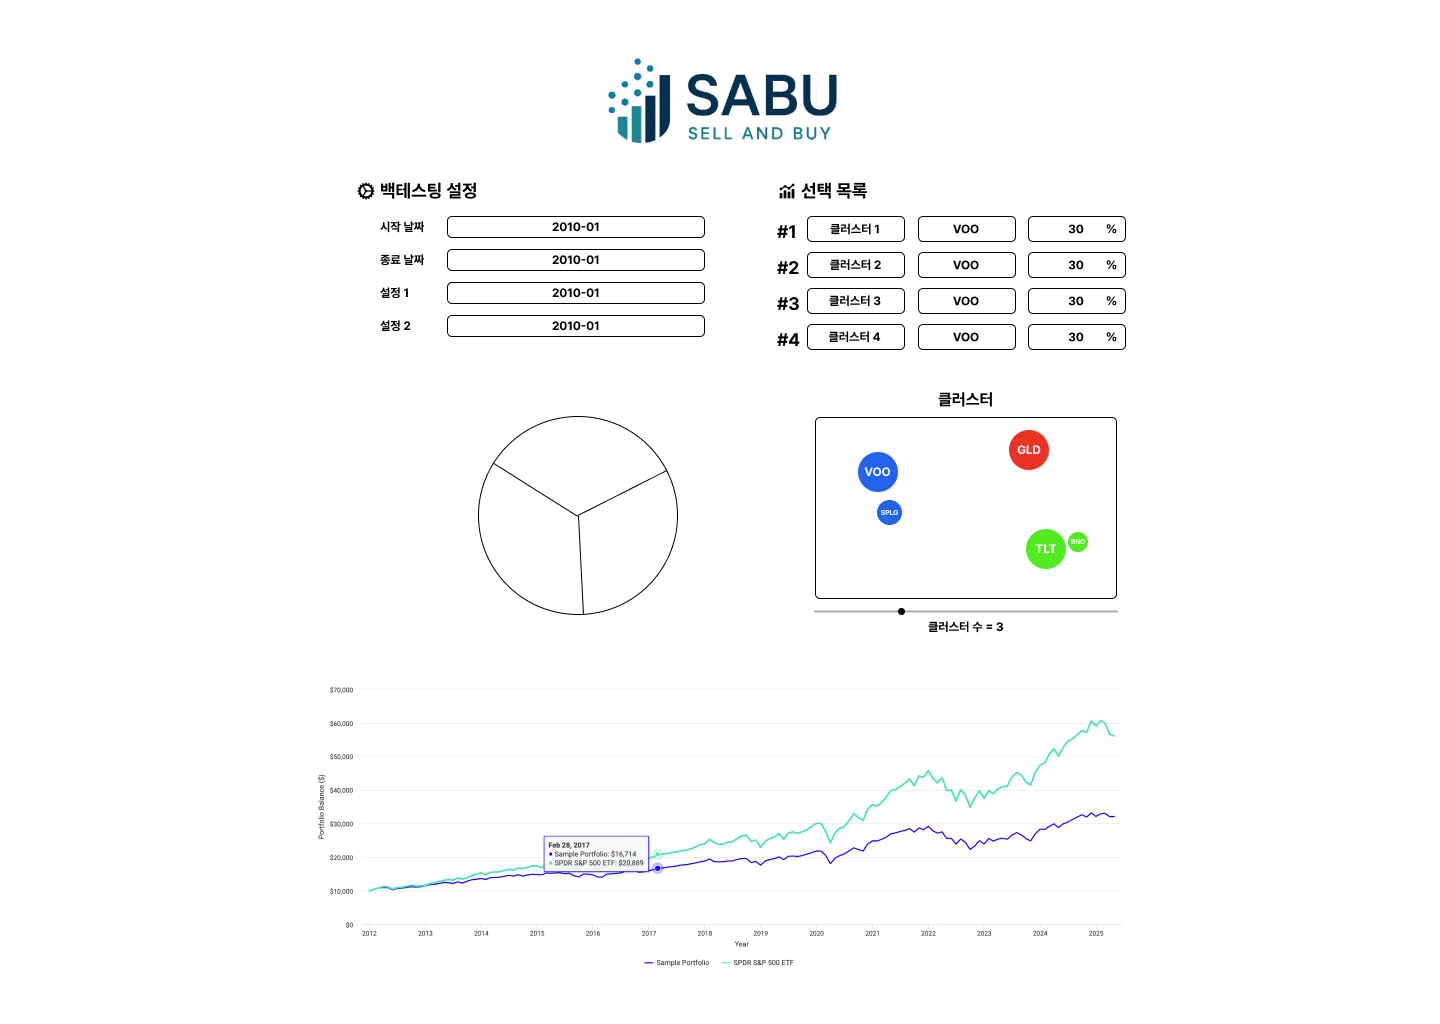 SABU
SELL AND BUY
백테스팅 설정
시작 날짜 2010-01
종료 날짜 2010-01
설정 1 2010-01
설정 2 2010-01
선택 목록
#1 클러스터 1 VOO 30 %
#2 클러스터 2 VOO 30 %
#3 클러스터 3 VOO 30 %
#4 클러스터 4 VOO 30 %
클러스터
GLD
VOO
SPLG
TLT
BND
클러스터 수 = 3
Portfolio Balance ($)
$70,000
$60,000
$50,000
$40,000
$30,000
$20,000
$10,000
$0
Feb 28, 2017
Sample Portfolio: $16,714
SPDR S&P 500 ETF: $20,889
2012 2013 2014 2015 2016 2017 2018 2019 2020 2021 2022 2023 2024 2025
Year
Sample Portfolio SPDR S&P 500 ETF